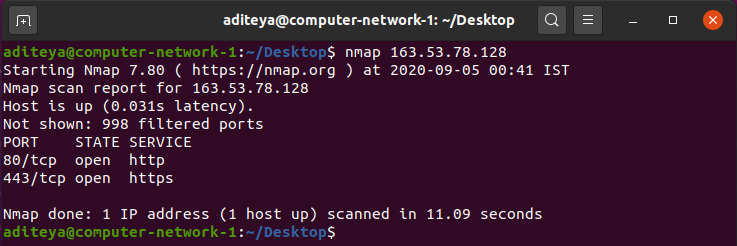 aditeya@computer-network-1: ~/Desktop
aditeya@computer-network-1:~/Desktop$ nmap 163.53.78.128
Starting Nmap 7.80 ( https://nmap.org ) at 2020-09-05 00:41 IST
Nmap scan report for 163.53.78.128
Host is up (0.031s latency).
Not shown: 998 filtered ports
PORT    STATE SERVICE
80/tcp  open  http
443/tcp open  https
Nmap done: 1 IP address (1 host up) scanned in 11.09 seconds
aditeya@computer-network-1:~/Desktop$